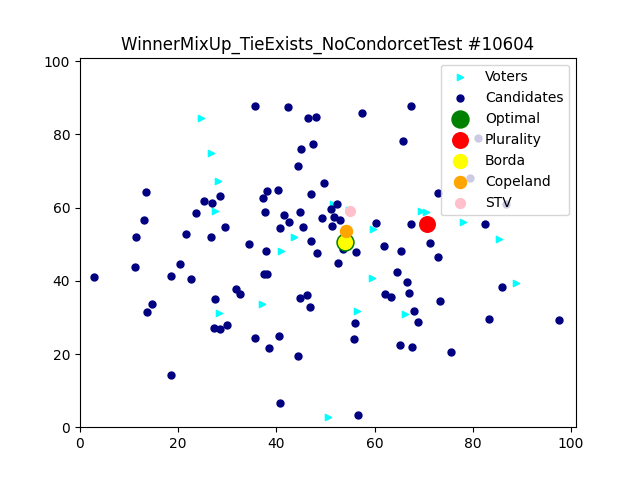 WinnerMixUp_TieExists_NoCondorcetTest #10604
Voters
Candidates
Optimal
Plurality
Borda
Copeland
STV
100
80
60
40
20
0
0 20 40 60 80 100